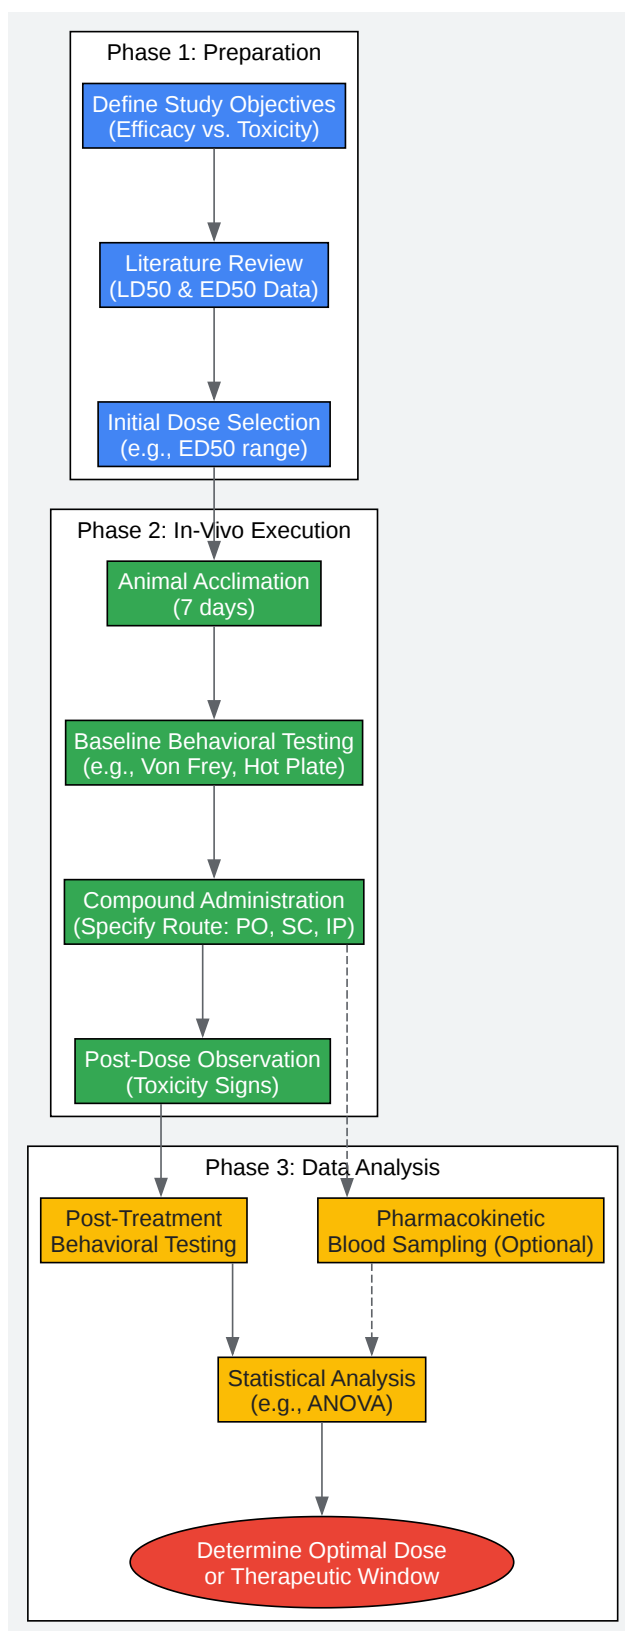 Phase 1: Preparation
Define Study Objectives
(Efficacy vs. Toxicity)
Literature Review
(LD50 & ED50 Data)
Initial Dose Selection
(e.g., ED50 range)
Phase 2: In-Vivo Execution
Animal Acclimation
(7 days)
Baseline Behavioral Testing
(e.g., Von Frey, Hot Plate)
Compound Administration
(Specify Route: PO, SC, IP)
Post-Dose Observation
(Toxicity Signs)
Phase 3: Data Analysis
Post-Treatment
Behavioral Testing
Pharmacokinetic
Blood Sampling (Optional)
Statistical Analysis
(e.g., ANOVA)
Determine Optimal Dose
or Therapeutic Window